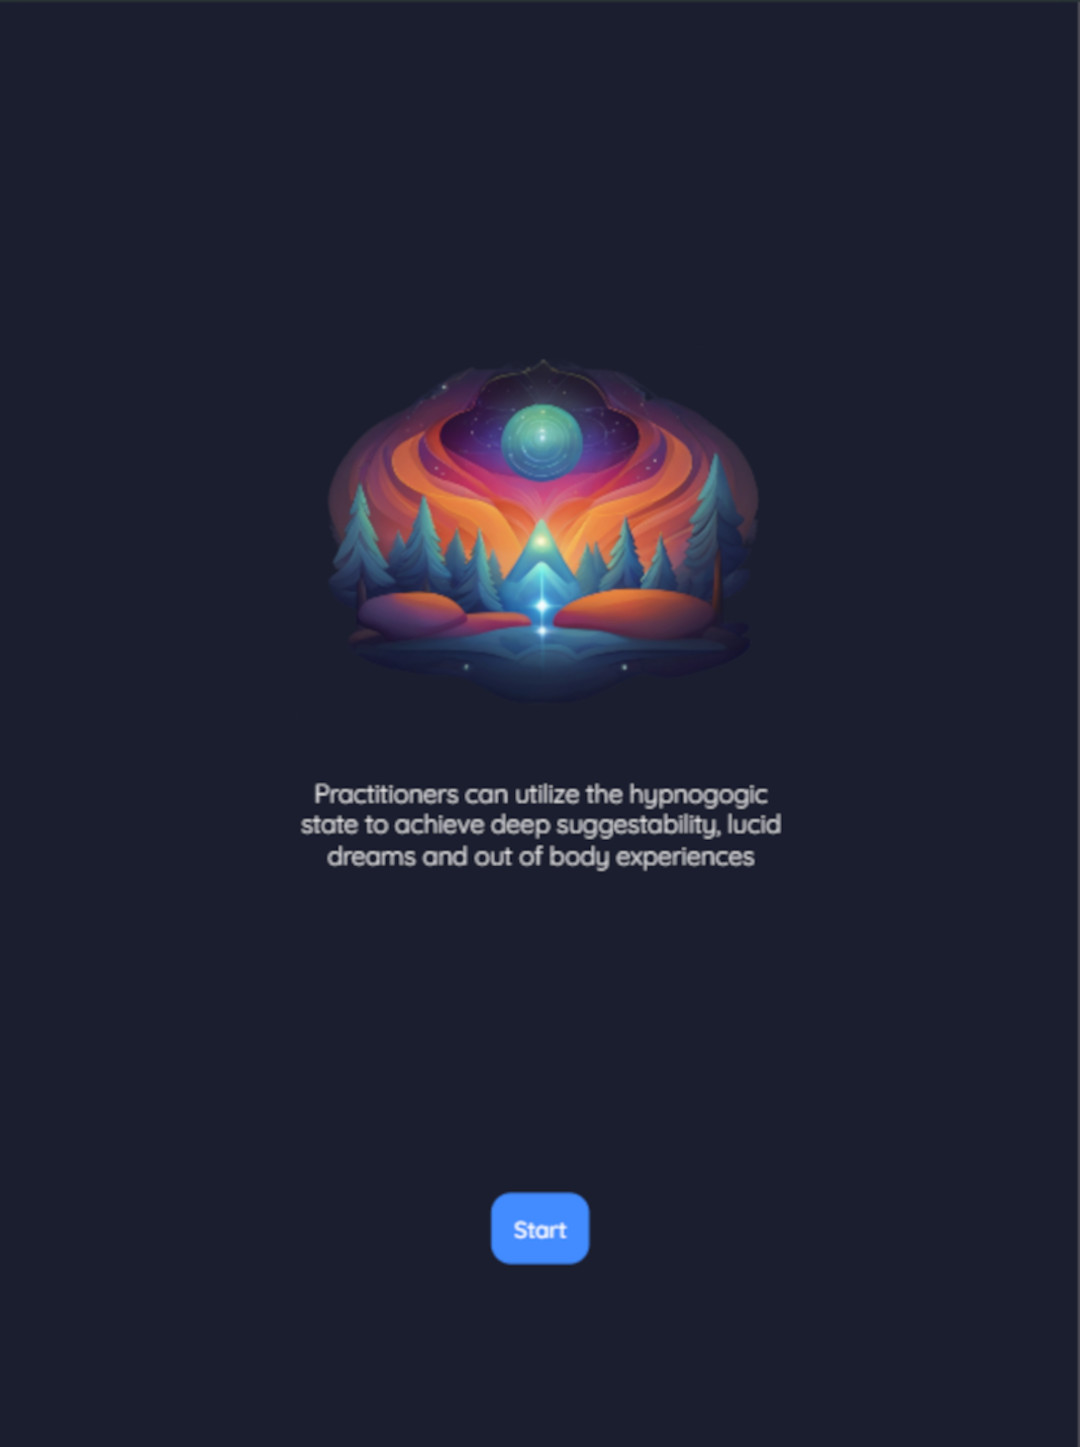 Practitioners can utilize the hypnogogic
state to achieve deep suggestability, lucid
dreams and out of body experiences
Start